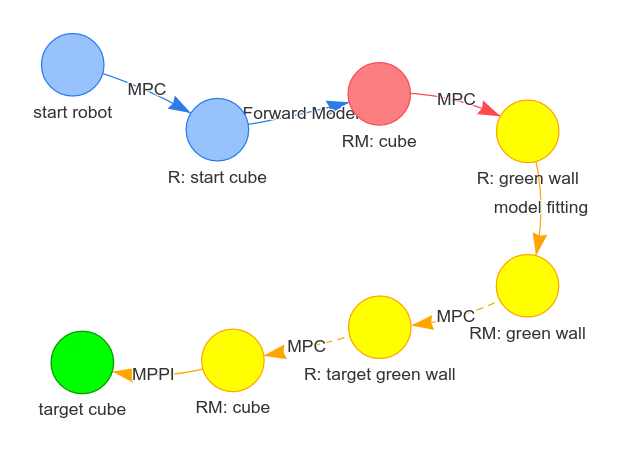 MPC
start robot
Forward Model
R: start cube
MPC
RM: cube
R: green wall
model fitting
MPC
RM: green wall
MPC
R: target green wall
MPPI
RM: cube
target cube